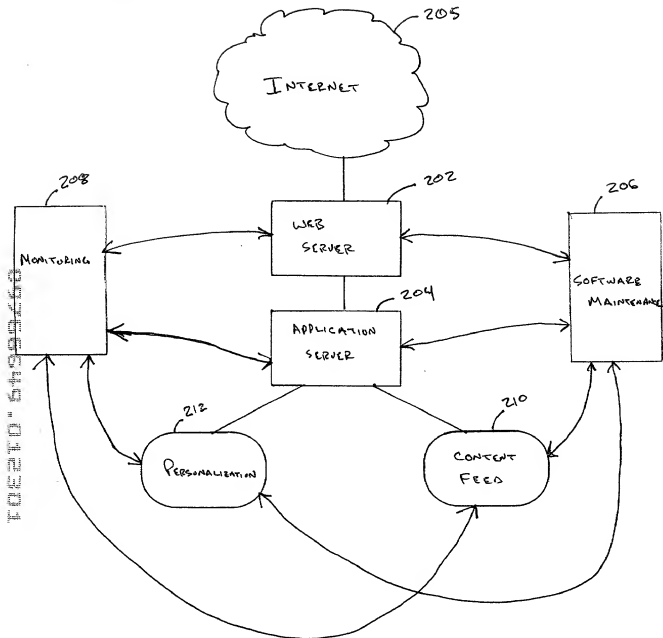 205
INTERNET
208
202
206
WEB
SERVER
MONITORING
SOFTWARE
MAINTENANCE
204
APPLICATION
SERVER
212
210
PERSONALIZATION
CONTENT
FEED